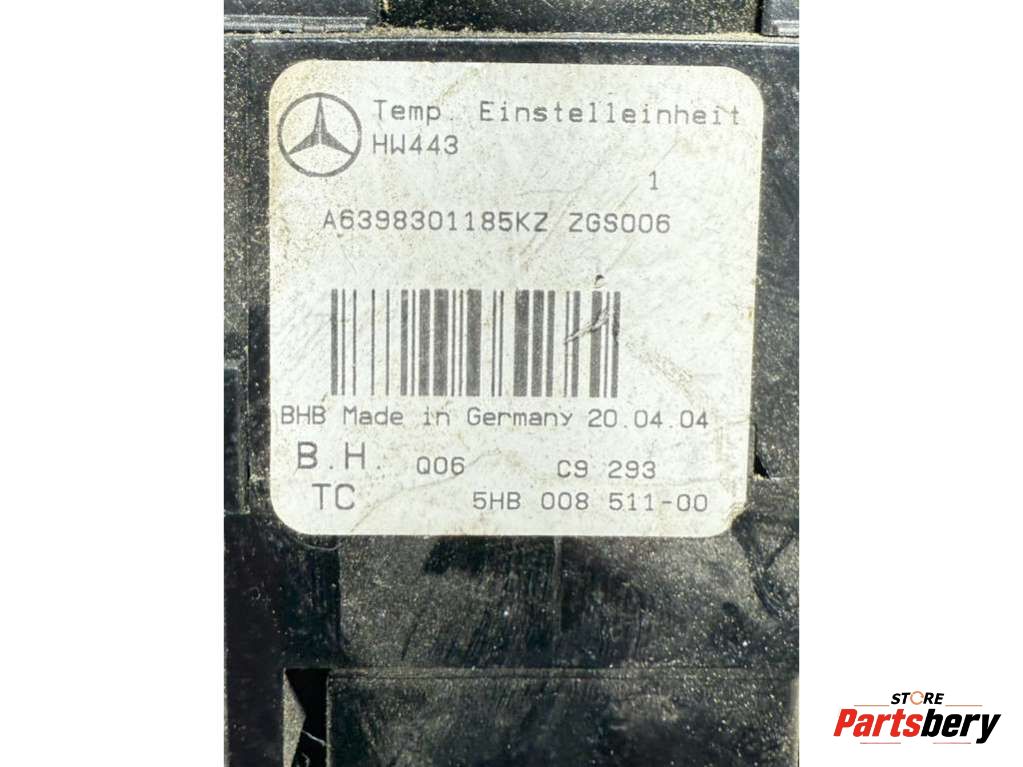 Temp. Einstelleinheit
HW443
1
A6398301185KZ ZGS006
BHB Made in Germany 20.04.04
B.H. Q06 C9 293
TC 5HB 008 511-00
STORE
Partsbery